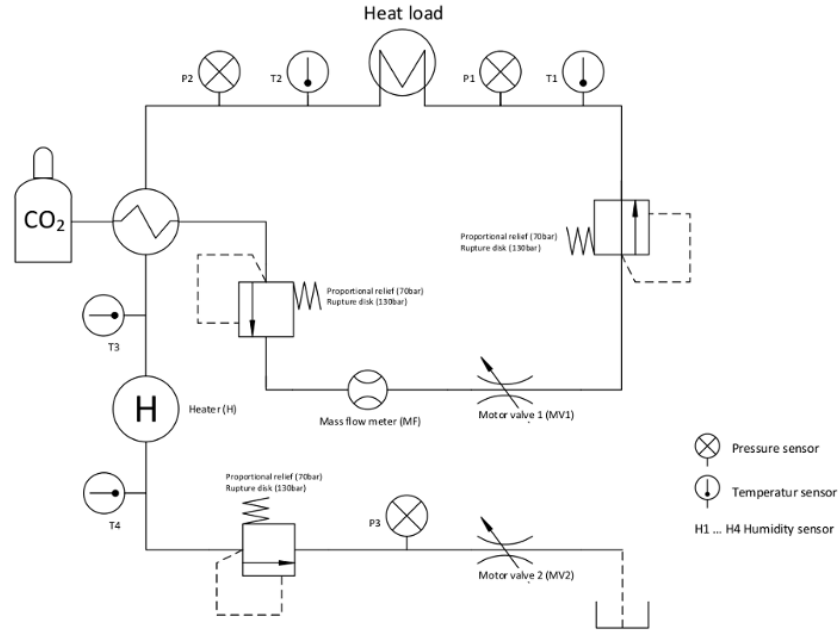 Heat load
P2
T2
P1
T1
CO2
Proportional relief (70bar)
Rupture disk (130bar)
Proportional relief (70bar)
Rupture disk (130bar)
T3
H
Heater (H)
Mass flow meter (MF)
Motor valve 1 (MV1)
Pressure sensor
Proportional relief (70bar)
Rupture disk (130bar)
Temperatur sensor
T4
P3
H1 ... H4 Humidity sensor
Motor valve 2 (MV2)